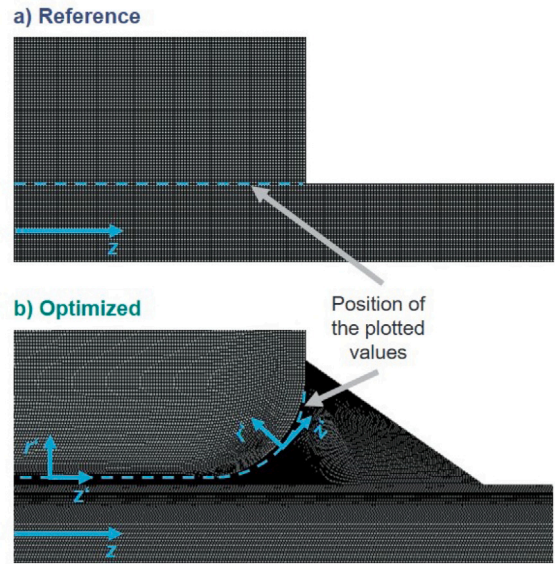 a) Reference
z
Position of
the plotted
values
b) Optimized
r'
z'
r'
z'
z